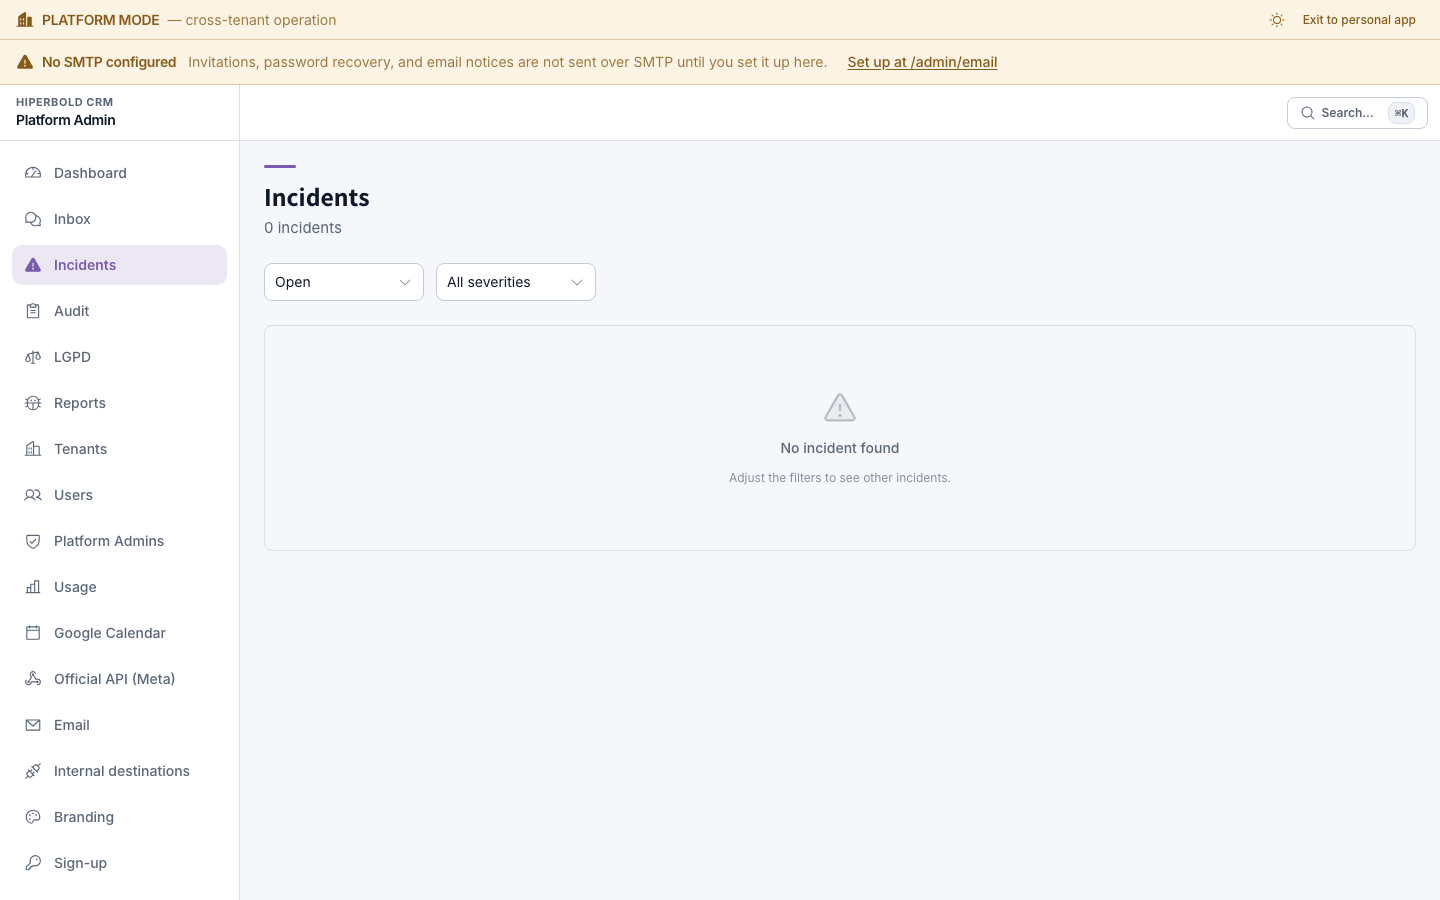 PLATFORM MODE — cross-tenant operation
Exit to personal app
No SMTP configured Invitations, password recovery, and email notices are not sent over SMTP until you set it up here. Set up at /admin/email
HIPERBOLD CRM
Platform Admin
Search... ⌘K
Dashboard
Inbox
Incidents
Audit
LGPD
Reports
Tenants
Users
Platform Admins
Usage
Google Calendar
Official API (Meta)
Email
Internal destinations
Branding
Sign-up
Incidents
0 incidents
Open
All severities
No incident found
Adjust the filters to see other incidents.